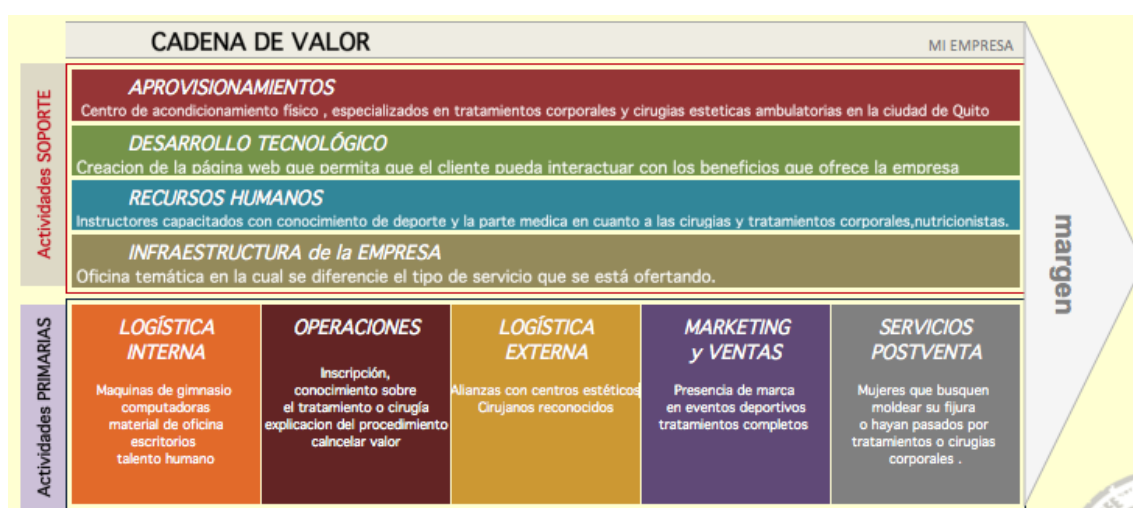 CADENA DE VALOR
MI EMPRESA
Actividades SOPORTE
APROVISIONAMIENTOS
Centro de acondicionamiento físico , especializados en tratamientos corporales y cirugias esteticas ambulatorias en la ciudad de Quito
DESARROLLO TECNOLÓGICO
Creacion de la página web que permita que el cliente pueda interactuar con los beneficios que ofrece la empresa
RECURSOS HUMANOS
Instructores capacitados con conocimiento de deporte y la parte medica en cuanto a las cirugias y tratamientos corporales,nutricionistas.
INFRAESTRUCTURA de la EMPRESA
Oficina temática en la cual se diferencie el tipo de servicio que se está ofertando.
margen
Actividades PRIMARIAS
LOGÍSTICA
INTERNA
Maquinas de gimnasio
computadoras
material de oficina
escritorios
talento humano
OPERACIONES
Inscripción,
conocimiento sobre
el tratamiento o cirugía
explicacion del procedimiento
calncelar valor
LOGÍSTICA
EXTERNA
Alianzas con centros estéticos
Cirujanos reconocidos
MARKETING
y VENTAS
Presencia de marca
en eventos deportivos
tratamientos completos
SERVICIOS
POSTVENTA
Mujeres que busquen
moldear su fijura
o hayan pasados por
tratamientos o cirugias
corporales .